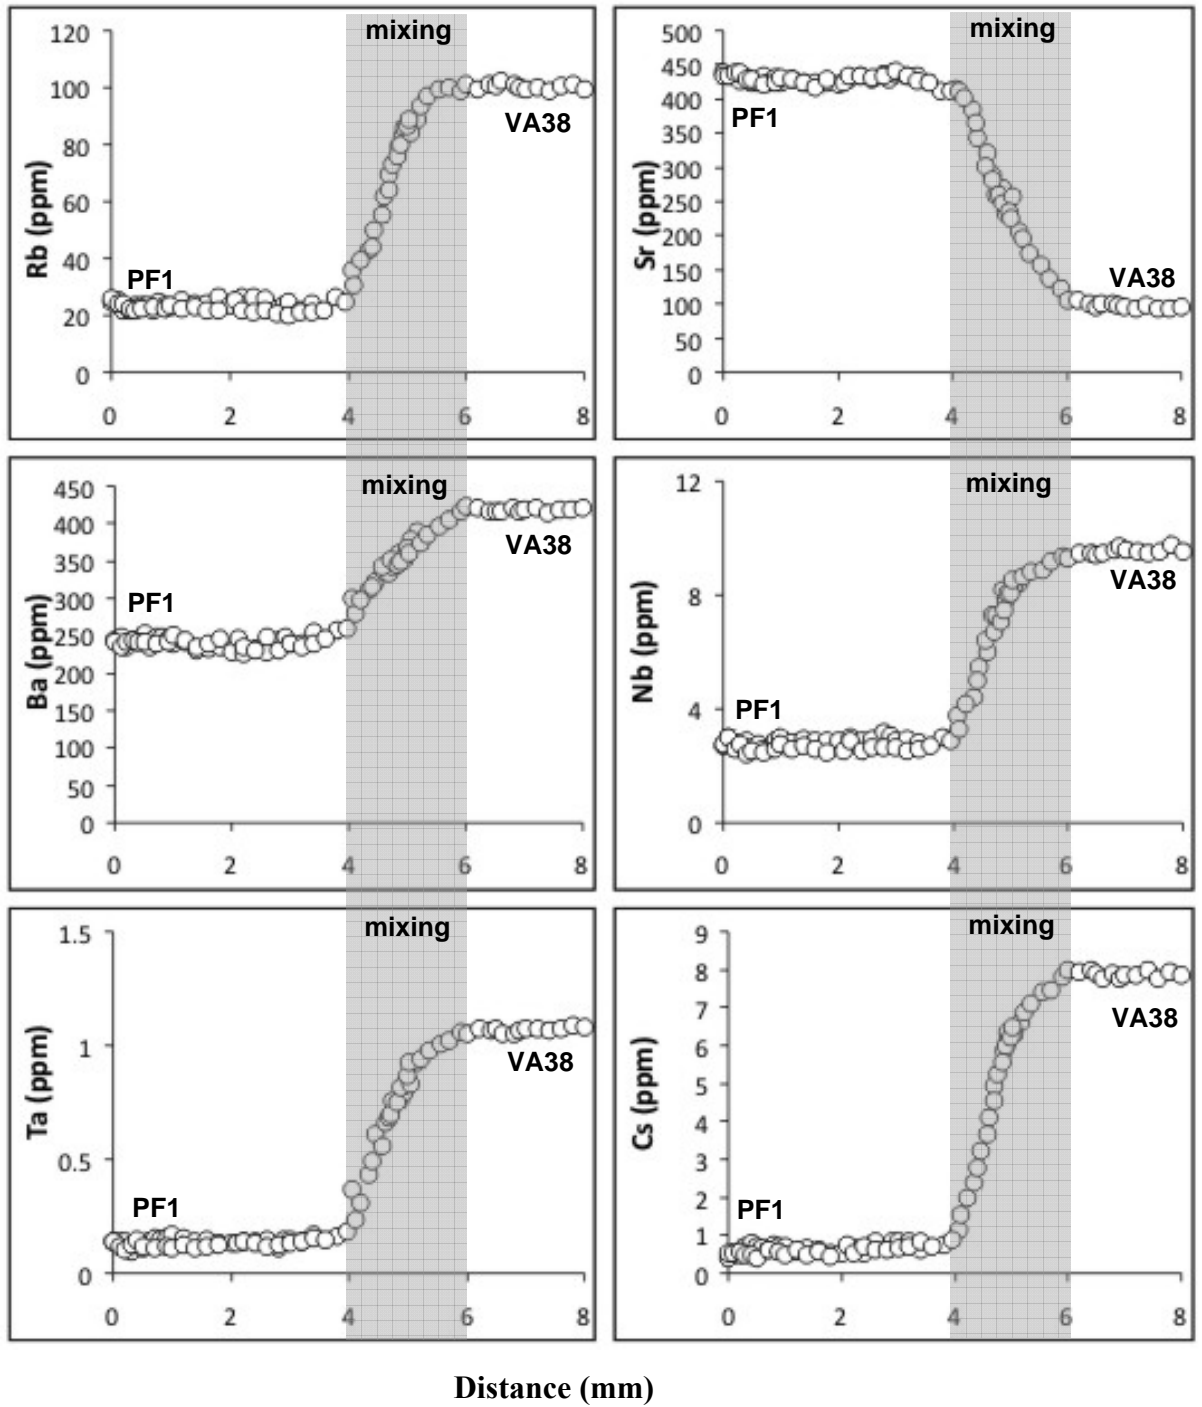 mixing
Rb (ppm)
120
100
80
60
40
20
0
PF1
VA38
0 2 4 6 8
mixing
Sr (ppm)
500
450
400
350
300
250
200
150
100
50
0
PF1
VA38
0 2 4 6 8
mixing
Ba (ppm)
450
400
350
300
250
200
150
100
50
0
PF1
VA38
0 2 4 6 8
mixing
Nb (ppm)
12
8
4
0
PF1
VA38
0 2 4 6 8
mixing
Ta (ppm)
1.5
1
0.5
0
PF1
VA38
0 2 4 6 8
mixing
Cs (ppm)
9
8
7
6
5
4
3
2
1
0
PF1
VA38
0 2 4 6 8
Distance (mm)